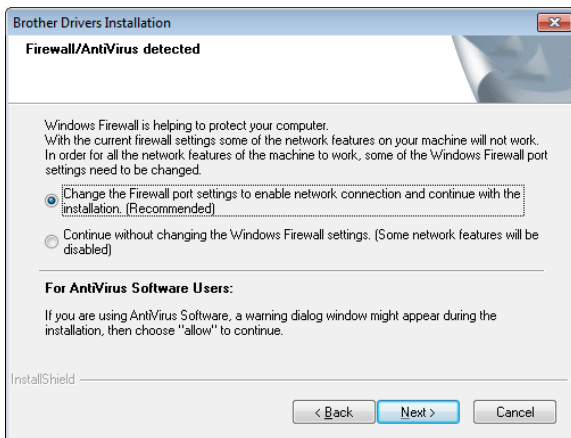 Brother Drivers Installation
Firewall/AntiVirus detected
Windows Firewall is helping to protect your computer.
With the current firewall settings some of the network features on your machine will not work.
In order for all the network features of the machine to work, some of the Windows Firewall port
settings need to be changed.
Change the Firewall port settings to enable network connection and continue with the
installation. (Recommended)
Continue without changing the Windows Firewall settings. (Some network features will be
disabled)
For AntiVirus Software Users:
If you are using AntiVirus Software, a warning dialog window might appear during the
installation, then choose "allow" to continue.
InstallShield
< Back
Next >
Cancel